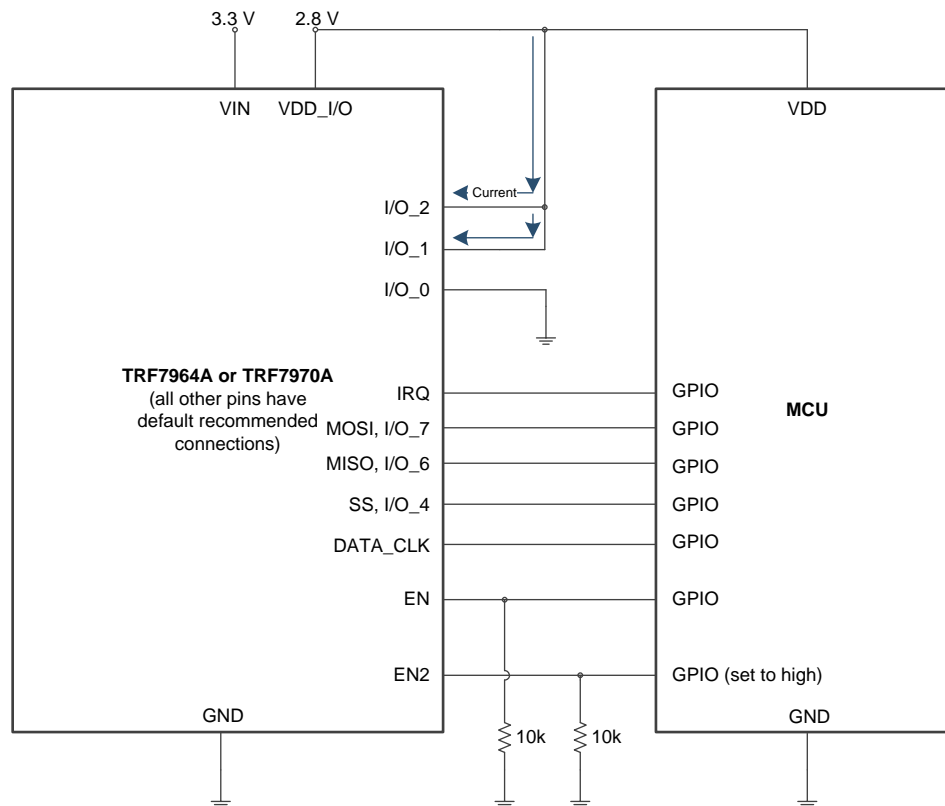 3.3 V
2.8 V
VIN
VDD_I/O
VDD
Current
I/O_2
I/O_1
I/O_0
TRF7964A or TRF7970A
(all other pins have
default recommended
connections)
IRQ
MOSI, I/O_7
MISO, I/O_6
SS, I/O_4
DATA_CLK
EN
EN2
GND
10k
10k
GPIO
MCU
GPIO
GPIO
GPIO
GPIO
GPIO
GPIO (set to high)
GND